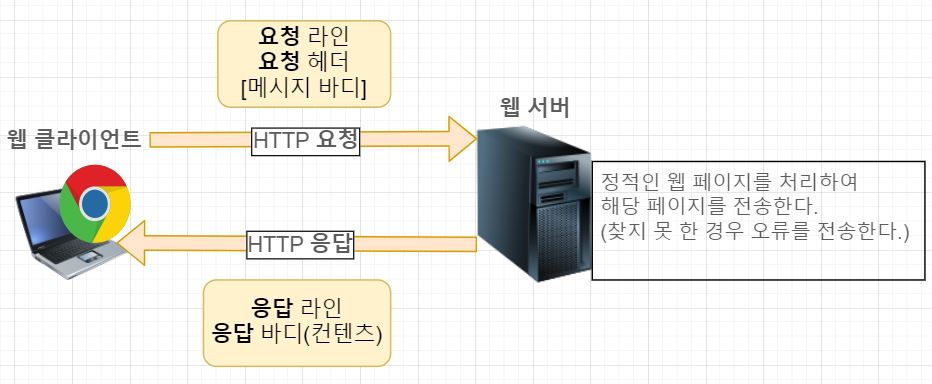 요청 라인
요청 헤더
[메시지 바디]
웹 서버
웹 클라이언트
HTTP 요청
정적인 웹 페이지를 처리하여
해당 페이지를 전송한다.
(찾지 못 한 경우 오류를 전송한다.)
HTTP 응답
응답 라인
응답 바디(컨텐츠)